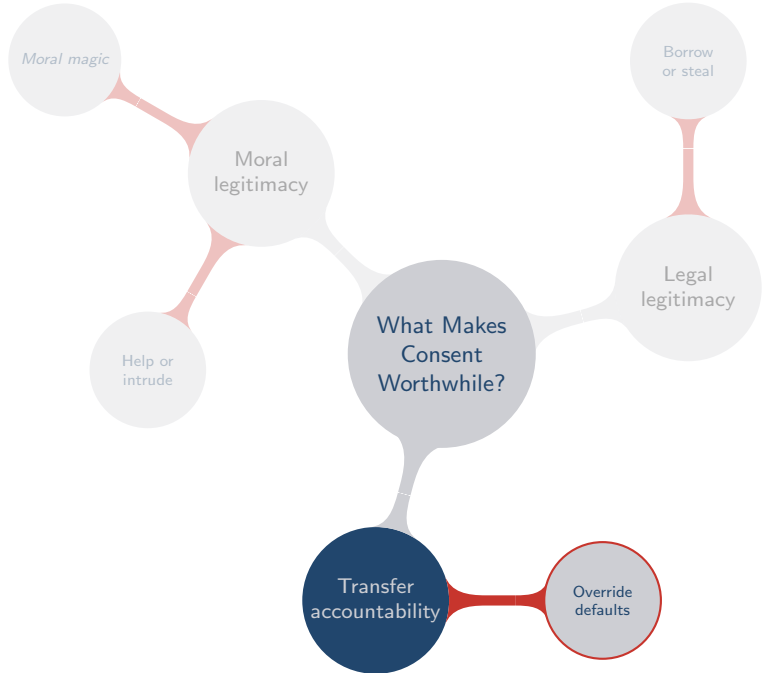 Moral magic
Borrow
or steal
Moral
legitimacy
Legal
legitimacy
What Makes
Consent
Worthwhile?
Help or
intrude
Transfer
accountability
Override
defaults